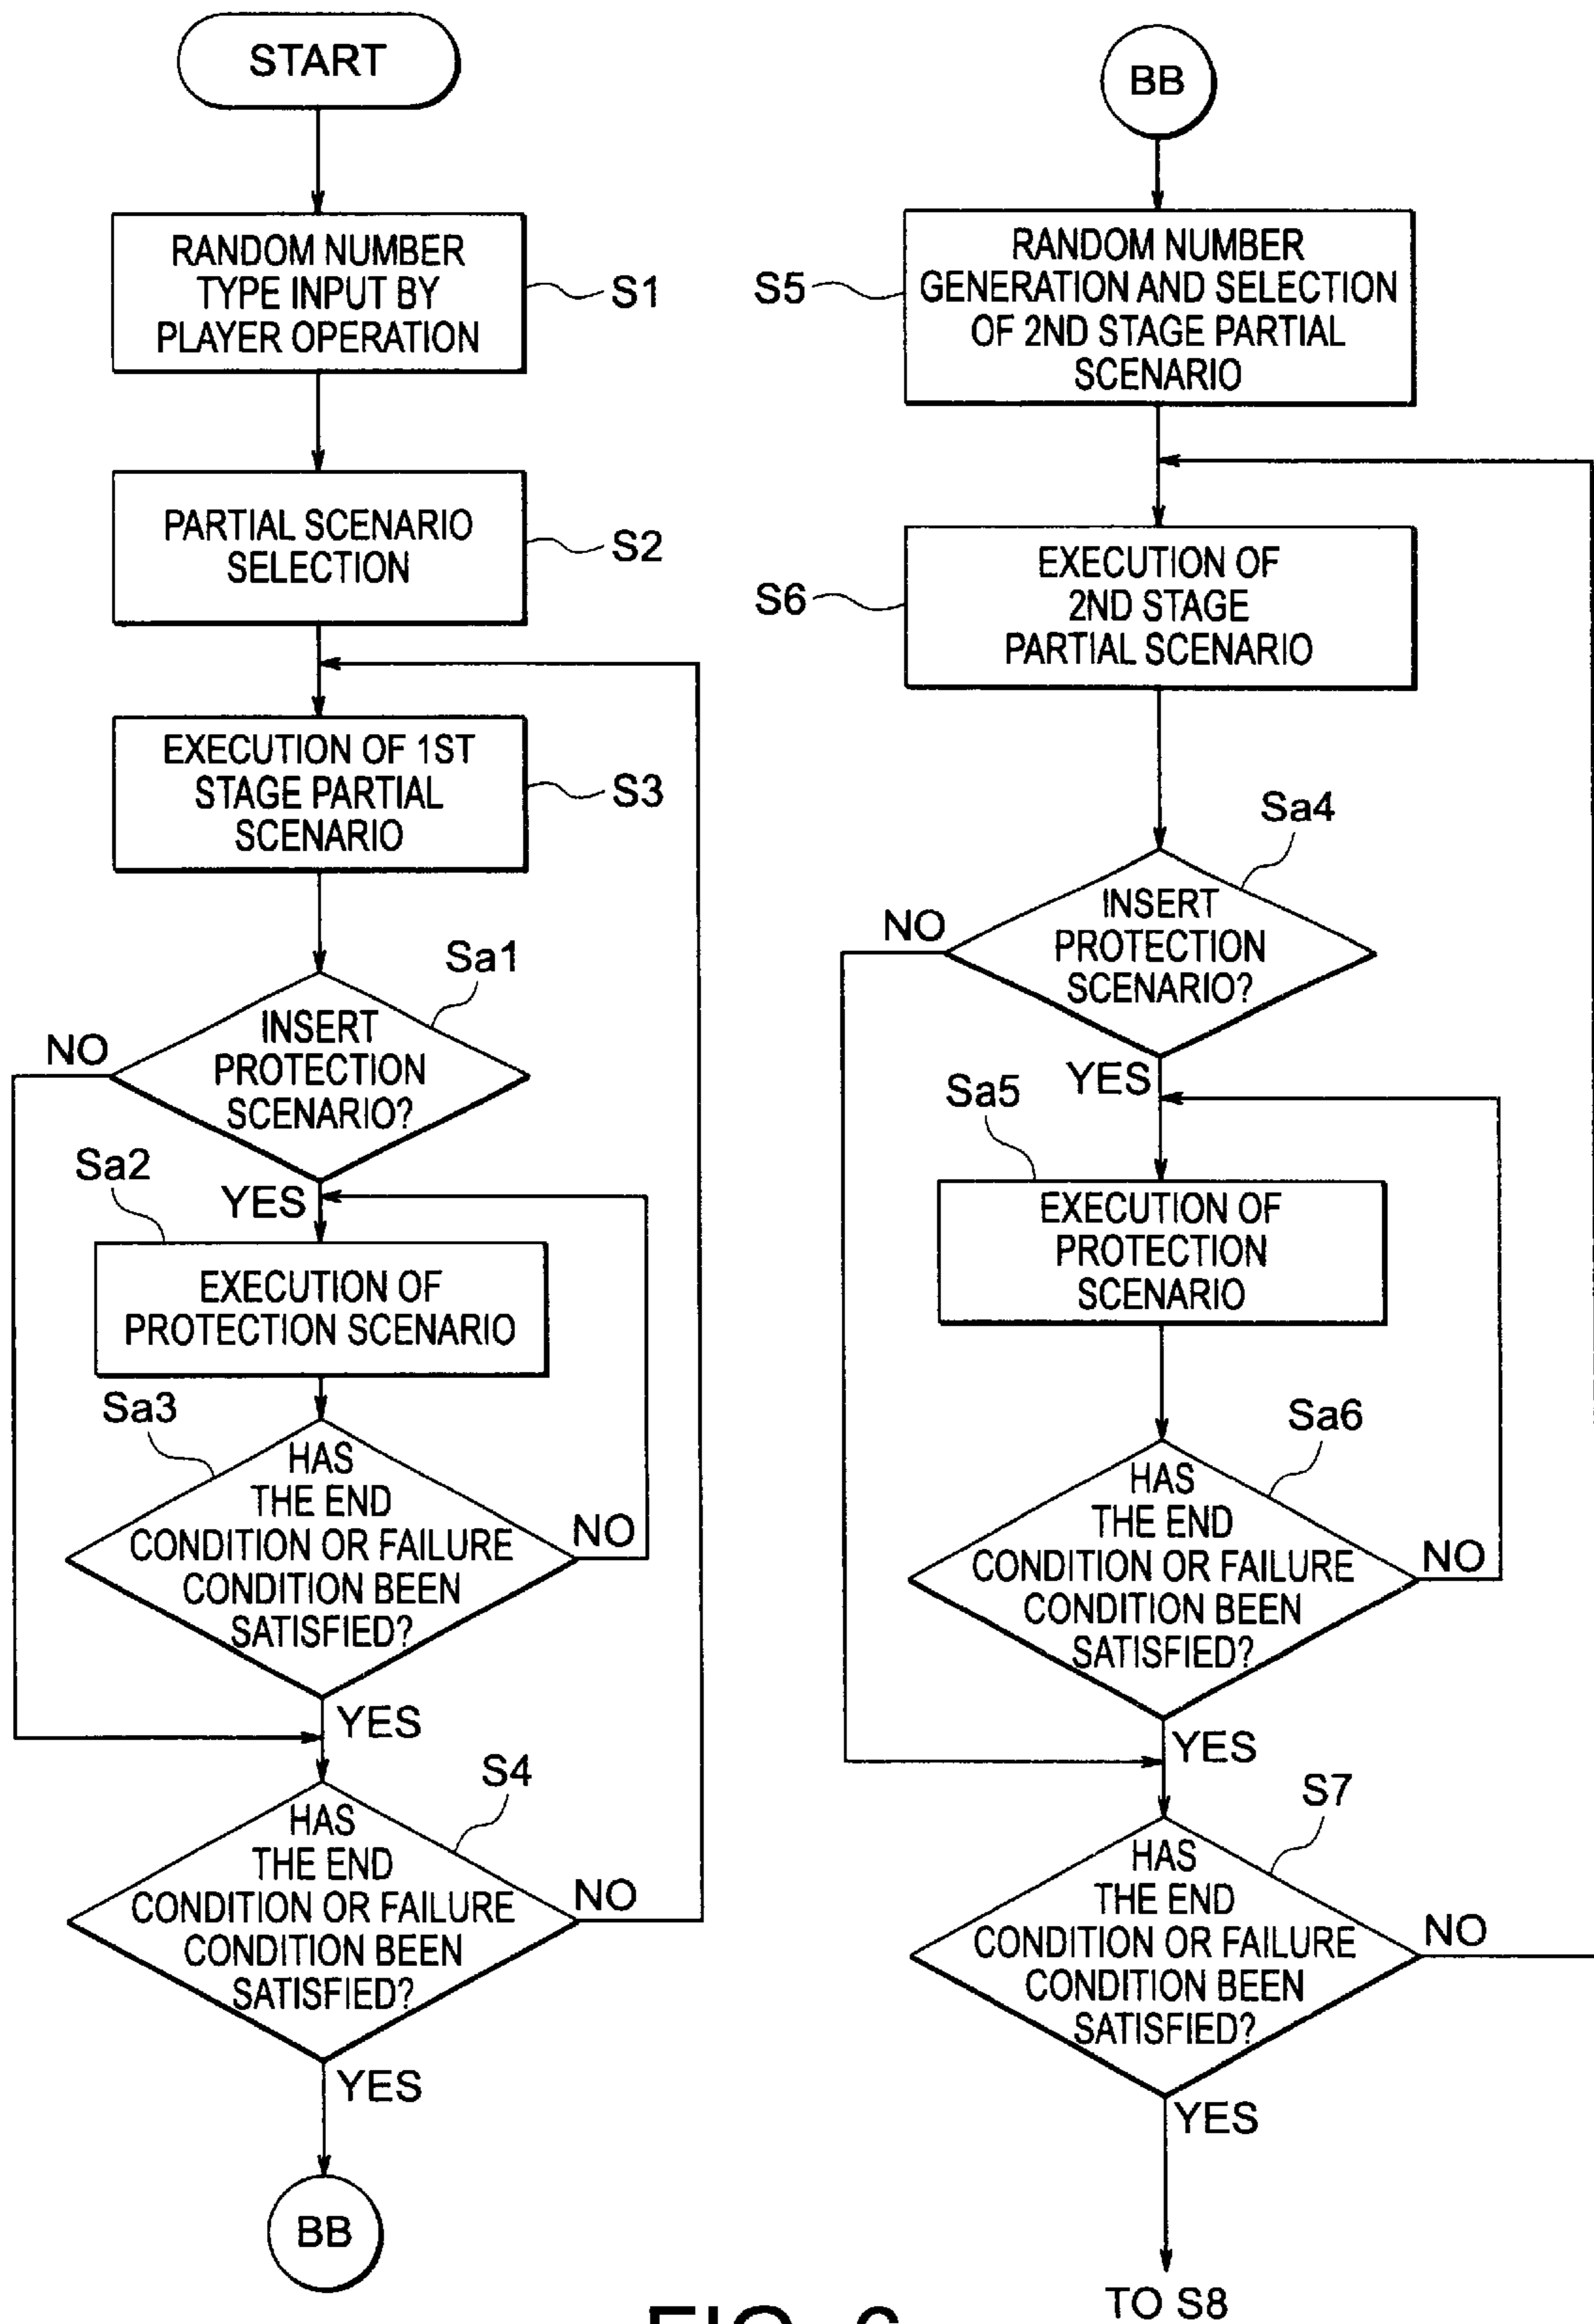 START
RANDOM NUMBER
TYPE INPUT BY
PLAYER OPERATION
S1
PARTIAL SCENARIO
SELECTION
S2
EXECUTION OF 1ST
STAGE PARTIAL
SCENARIO
S3
Sa1
INSERT
PROTECTION
SCENARIO?
NO
YES
Sa2
EXECUTION OF
PROTECTION SCENARIO
Sa3
HAS
THE END
CONDITION OR FAILURE
CONDITION BEEN
SATISFIED?
NO
YES
S4
HAS
THE END
CONDITION OR FAILURE
CONDITION BEEN
SATISFIED?
NO
YES
BB
BB
S5
RANDOM NUMBER
GENERATION AND SELECTION
OF 2ND STAGE PARTIAL
SCENARIO
S6
EXECUTION OF
2ND STAGE
PARTIAL SCENARIO
Sa4
INSERT
PROTECTION
SCENARIO?
NO
YES
Sa5
EXECUTION OF
PROTECTION
SCENARIO
Sa6
HAS
THE END
CONDITION OR FAILURE
CONDITION BEEN
SATISFIED?
NO
YES
S7
HAS
THE END
CONDITION OR FAILURE
CONDITION BEEN
SATISFIED?
NO
YES
TO S8
FIG.